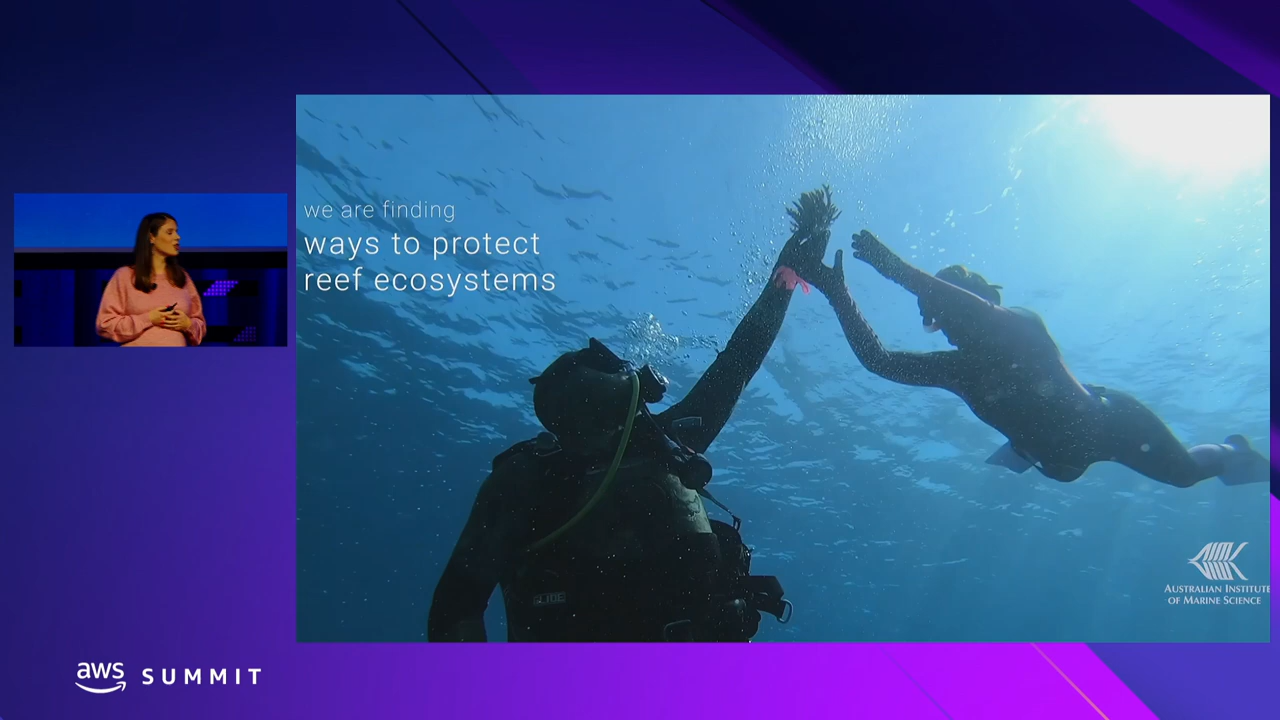 we are finding
ways to protect
reef ecosystems
AUSTRALIAN INSTITUTE
OF MARINE SCIENCE
aws SUMMIT